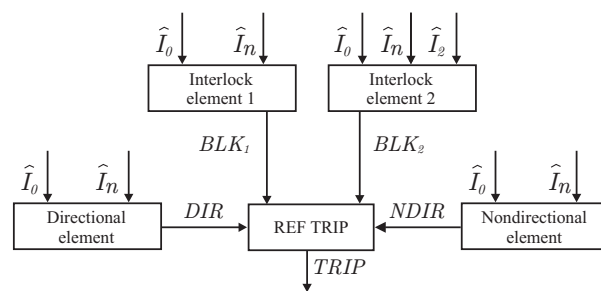 Î₀ Îₙ Î₀ Îₙ Î₂
Interlock element 1
Interlock element 2
BLK₁ BLK₂
Î₀ Îₙ Î₀ Îₙ
Directional element
DIR
REF TRIP
NDIR
Nondirectional element
TRIP